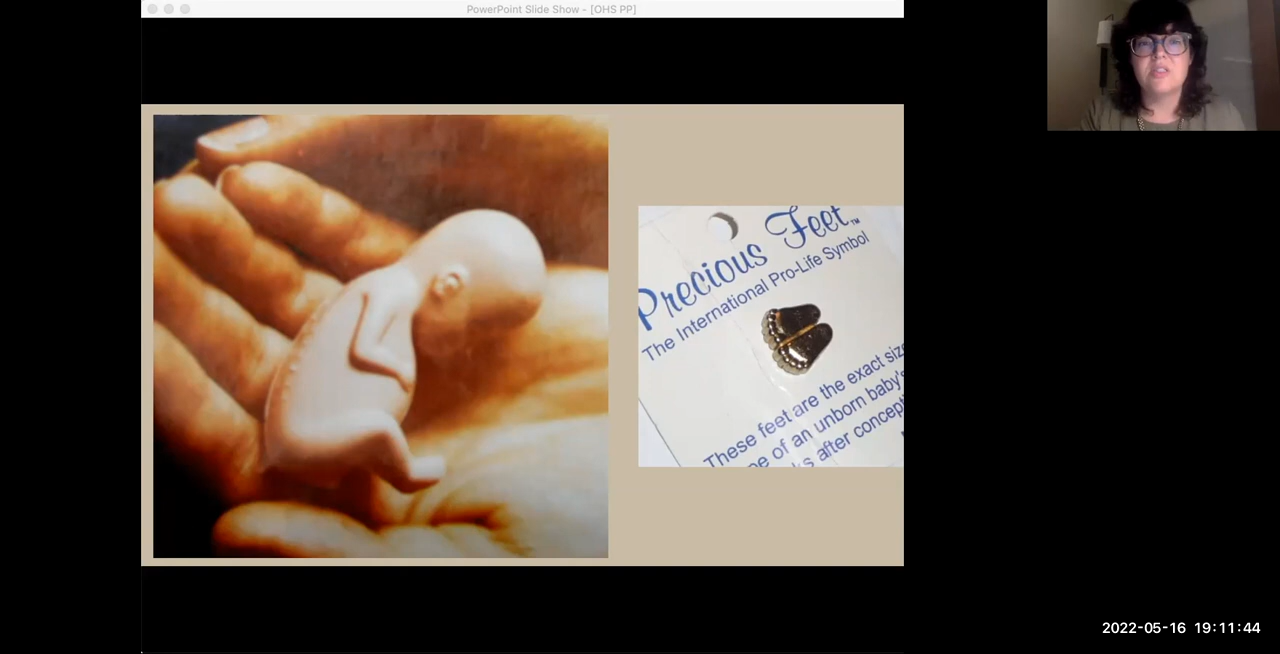 PowerPoint Slide Show - [OHS PP]
Precious Feet™
The International Pro-Life Symbol
These feet are the exact size
of an unborn baby's
after
2022-05-16 19:11:44